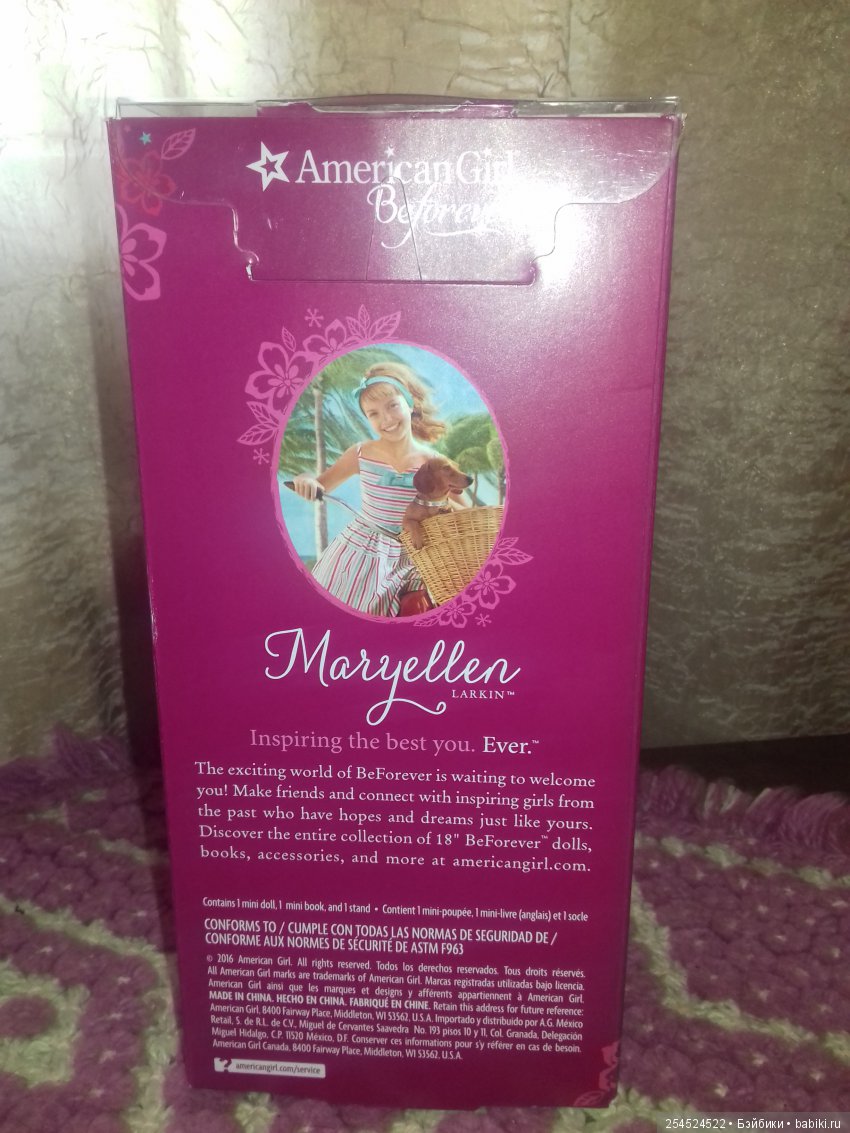 American Girl
Beforever
Maryellen
LARKIN™
Inspiring the best you. Ever.™
The exciting world of BeForever is waiting to welcome
you! Make friends and connect with inspiring girls from
the past who have hopes and dreams just like yours.
Discover the entire collection of 18" BeForever™ dolls,
books, accessories, and more at americangirl.com.
Contains 1 mini doll, 1 mini book, and 1 stand • Contient 1 mini-poupée, 1 mini-livre (anglais) et 1 socle
CONFORMS TO / CUMPLE CON TODAS LAS NORMAS DE SEGURIDAD DE /
CONFORME AUX NORMES DE SÉCURITÉ DE ASTM F963
© 2016 American Girl. All rights reserved. Todos los derechos reservados. Tous droits réservés.
All American Girl marks are trademarks of American Girl. Marcas registradas utilizadas bajo licencia.
American Girl ainsi que les marques et designs y afférents appartiennent à American Girl.
MADE IN CHINA. HECHO EN CHINA. FABRIQUÉ EN CHINE. Retain this address for future reference:
American Girl, 8400 Fairway Place, Middleton, WI 53562, U.S.A. Importado y distribuido por A.G. México
Retail, S. de R.L. de C.V., Miguel de Cervantes Saavedra No. 193 pisos 10 y 11, Col. Granada, Delegación
Miguel Hidalgo, C.P. 11520 México, D.F. Conserver ces informations pour s'y référer en cas de besoin.
American Girl Canada, 8400 Fairway Place, Middleton, WI 53562, U.S.A.
? americangirl.com/service
254524522 • Бэйбики • babiki.ru